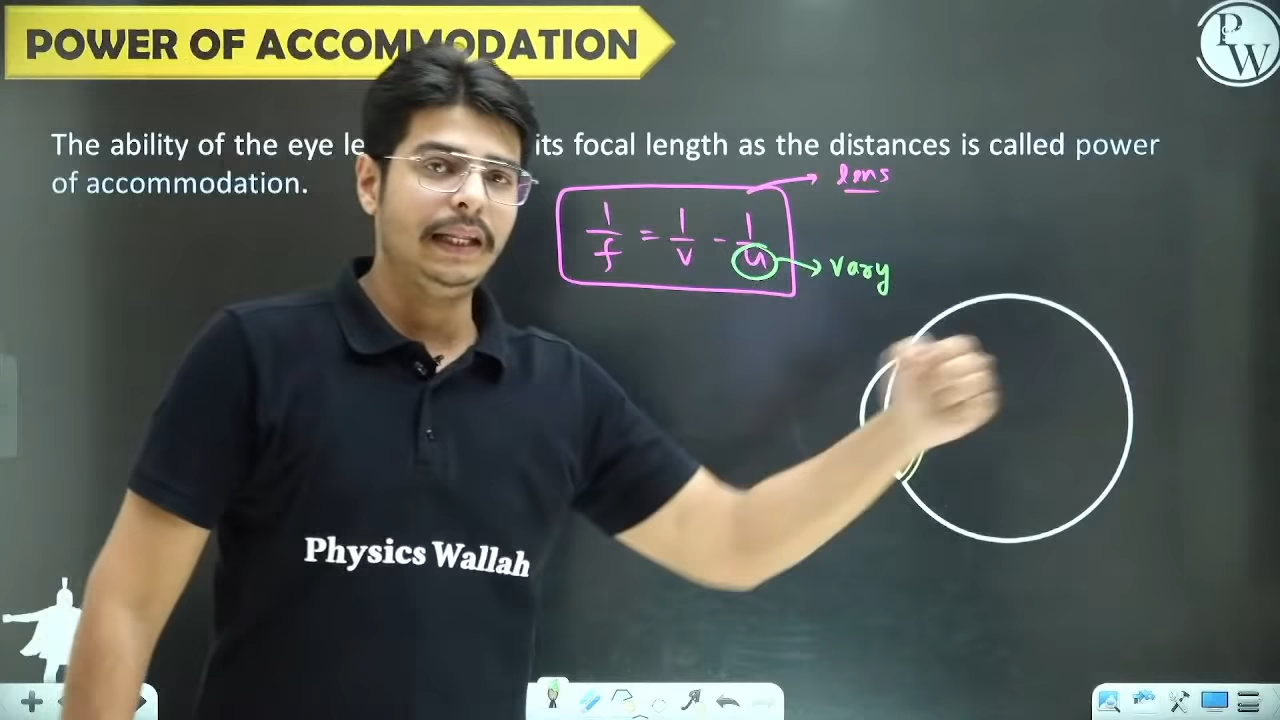 POWER OF ACCOMMODATION
PW
The ability of the eye le its focal length as the distances is called power
of accommodation.
lens
1/f = 1/v - 1/u
vary
Physics Wallah